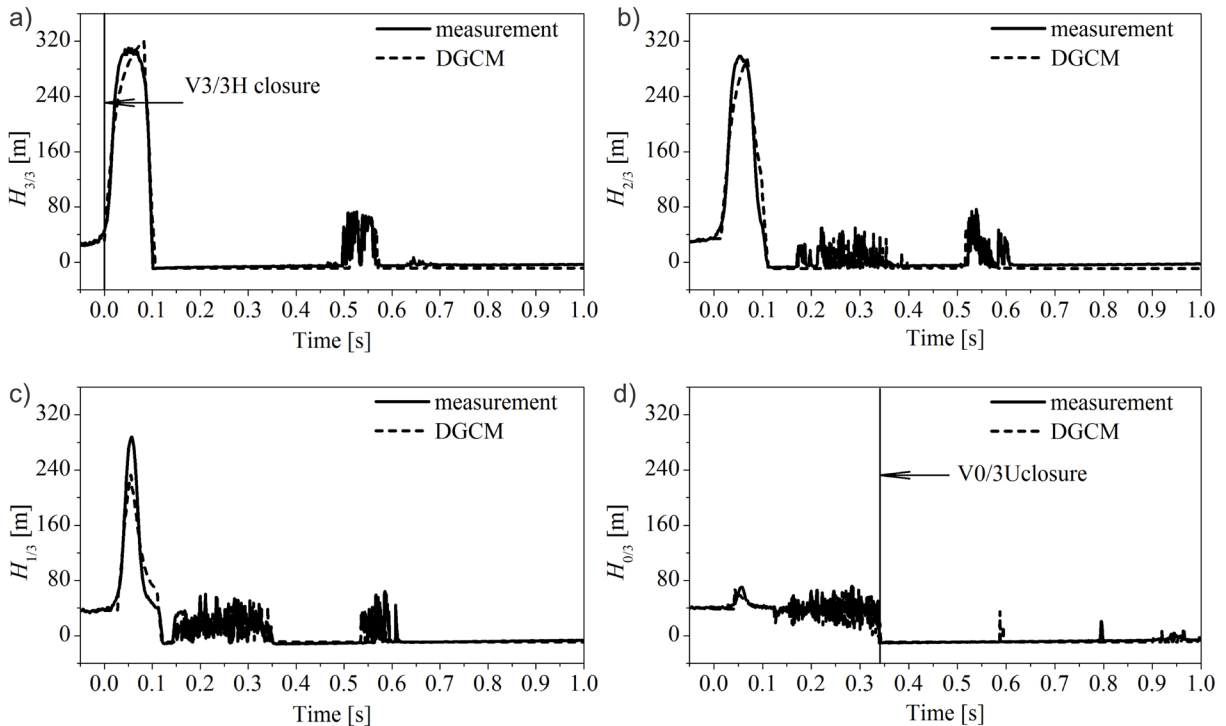 a)
measurement
DGCM
V3/3H closure
H3/3 [m]
320
240
160
80
0
0.0 0.1 0.2 0.3 0.4 0.5 0.6 0.7 0.8 0.9 1.0
Time [s]
b)
measurement
DGCM
H2/3 [m]
320
240
160
80
0
0.0 0.1 0.2 0.3 0.4 0.5 0.6 0.7 0.8 0.9 1.0
Time [s]
c)
measurement
DGCM
H1/3 [m]
320
240
160
80
0
0.0 0.1 0.2 0.3 0.4 0.5 0.6 0.7 0.8 0.9 1.0
Time [s]
d)
measurement
DGCM
V0/3Uclosure
H0/3 [m]
320
240
160
80
0
0.0 0.1 0.2 0.3 0.4 0.5 0.6 0.7 0.8 0.9 1.0
Time [s]